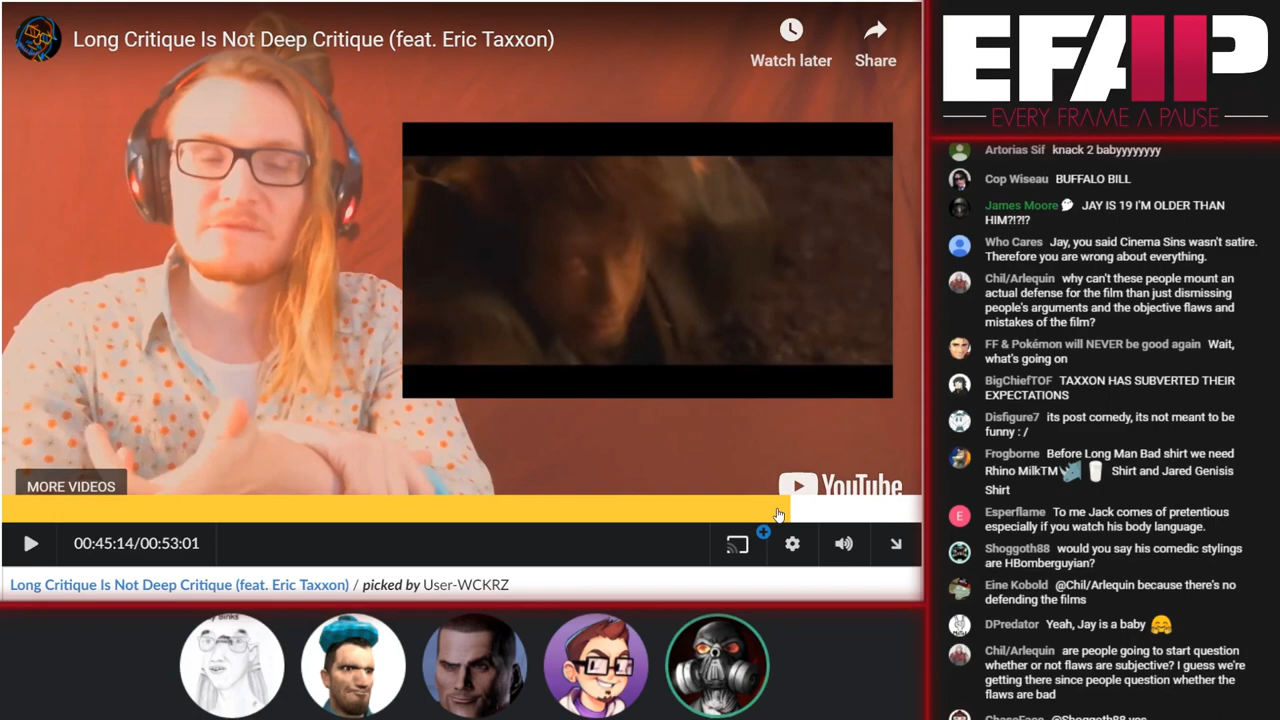 Long Critique Is Not Deep Critique (feat. Eric Taxxon)
Watch later
Share
MORE VIDEOS
YouTube
00:45:14/00:53:01
Long Critique Is Not Deep Critique (feat. Eric Taxxon) / picked by User-WCKRZ
EFAP
EVERY FRAME A PAUSE
Artorias Sif knack 2 babyyyyyyy
Cop Wiseau BUFFALO BILL
James Moore JAY IS 19 I'M OLDER THAN
HIM?!?!?
Who Cares Jay, you said Cinema Sins wasn't satire.
Therefore you are wrong about everything.
Chil/Arlequin why can't these people mount an
actual defense for the film than just dismissing
people's arguments and the objective flaws and
mistakes of the film?
FF & Pokémon will NEVER be good again Wait,
what's going on
BigChiefTOF TAXXON HAS SUBVERTED THEIR
EXPECTATIONS
Disfigure7 its post comedy, its not meant to be
funny : /
Frogborne Before Long Man Bad shirt we need
Rhino MilkTM Shirt and Jared Genisis
Shirt
Esperflame To me Jack comes of pretentious
especially if you watch his body language.
Shoggoth88 would you say his comedic stylings
are HBomberguyian?
Eine Kobold @Chil/Arlequin because there's no
defending the films
DPredator Yeah, Jay is a baby
Chil/Arlequin are people going to start question
whether or not flaws are subjective? I guess we're
getting there since people question whether the
flaws are bad